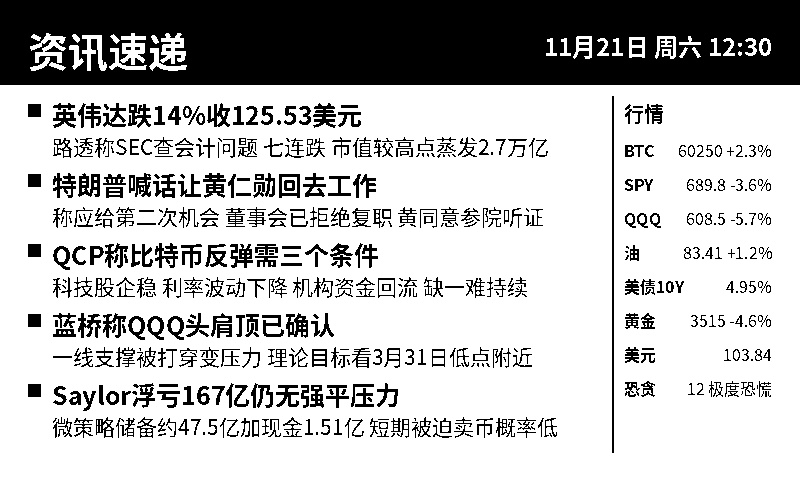 资讯速递
11月21日 周六 12:30
英伟达跌14%收125.53美元
路透称SEC查会计问题 七连跌 市值较高点蒸发2.7万亿
特朗普喊话让黄仁勋回去工作
称应给第二次机会 董事会已拒绝复职 黄同意参院听证
QCP称比特币反弹需三个条件
科技股企稳 利率波动下降 机构资金回流 缺一难持续
蓝桥称QQQ头肩顶已确认
一线支撑被打穿变压力 理论目标看3月31日低点附近
Saylor浮亏167亿仍无强平压力
微策略储备约47.5亿加现金1.51亿 短期被迫卖币概率低
行情
BTC 60250 +2.3%
SPY 689.8 -3.6%
QQQ 608.5 -5.7%
油 83.41 +1.2%
美债10Y 4.95%
黄金 3515 -4.6%
美元 103.84
恐贪 12 极度恐慌